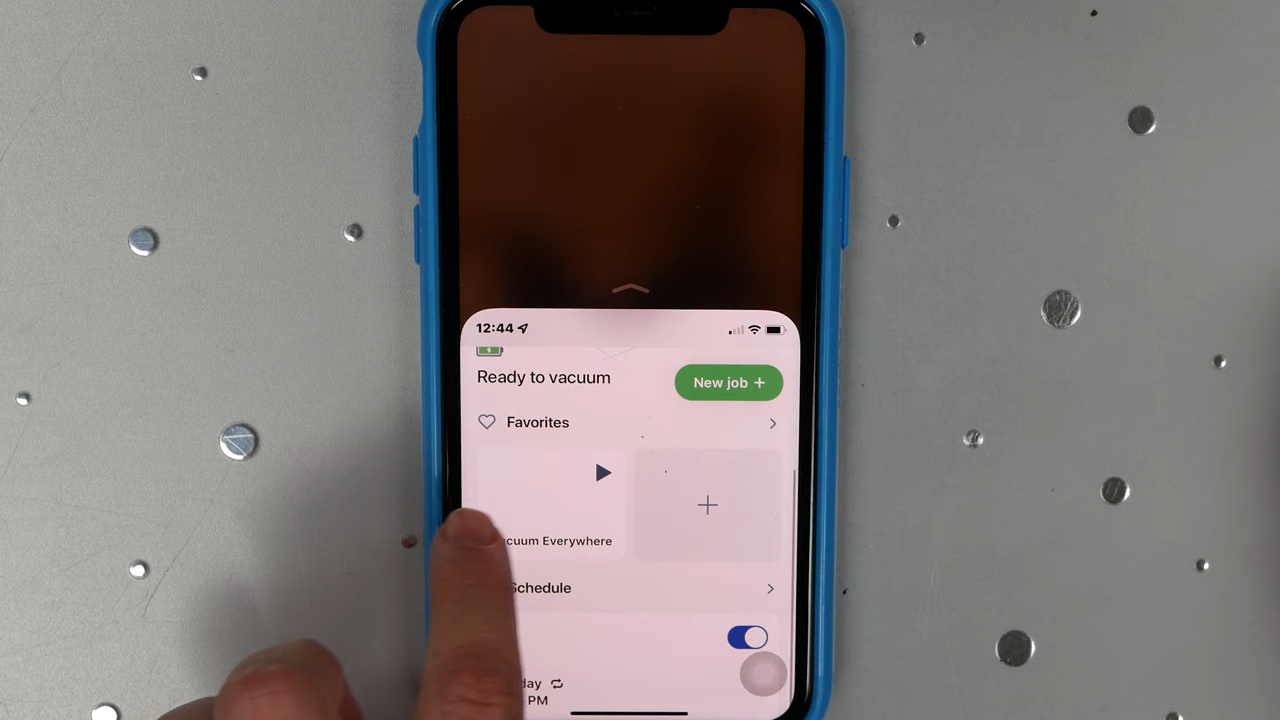 12:44
Ready to vacuum
New job +
Favorites
cuum Everywhere
Schedule
day
PM